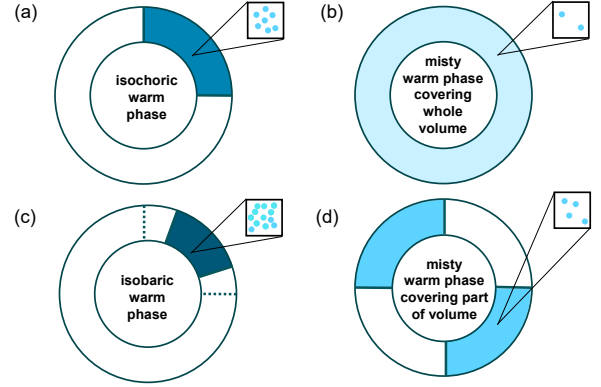 (a)
isochoric
warm
phase
(b)
misty
warm phase
covering
whole
volume
(c)
isobaric
warm
phase
(d)
misty
warm phase
covering part
of volume